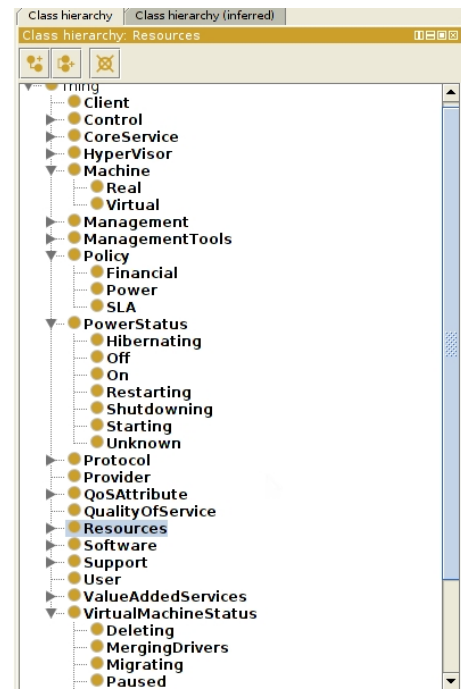 Class hierarchy Class hierarchy (inferred)
Class hierarchy: Resources
Thing
Client
Control
CoreService
HyperVisor
Machine
Real
Virtual
Management
ManagementTools
Policy
Financial
Power
SLA
PowerStatus
Hibernating
Off
On
Restarting
Shutdowning
Starting
Unknown
Protocol
Provider
QoSAttribute
QualityOfService
Resources
Software
Support
User
ValueAddedServices
VirtualMachineStatus
Deleting
MergingDrivers
Migrating
Paused